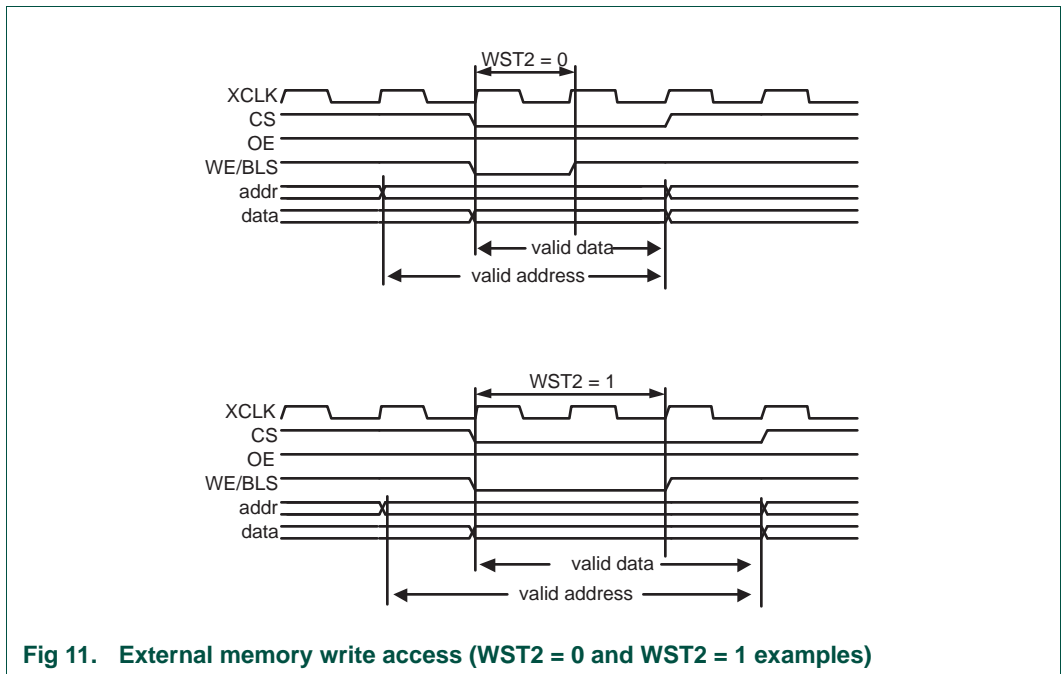 WST2 = 0
XCLK
CS
OE
WE/BLS
addr
data
valid data
valid address
WST2 = 1
XCLK
CS
OE
WE/BLS
addr
data
valid data
valid address
Fig 11. External memory write access (WST2 = 0 and WST2 = 1 examples)